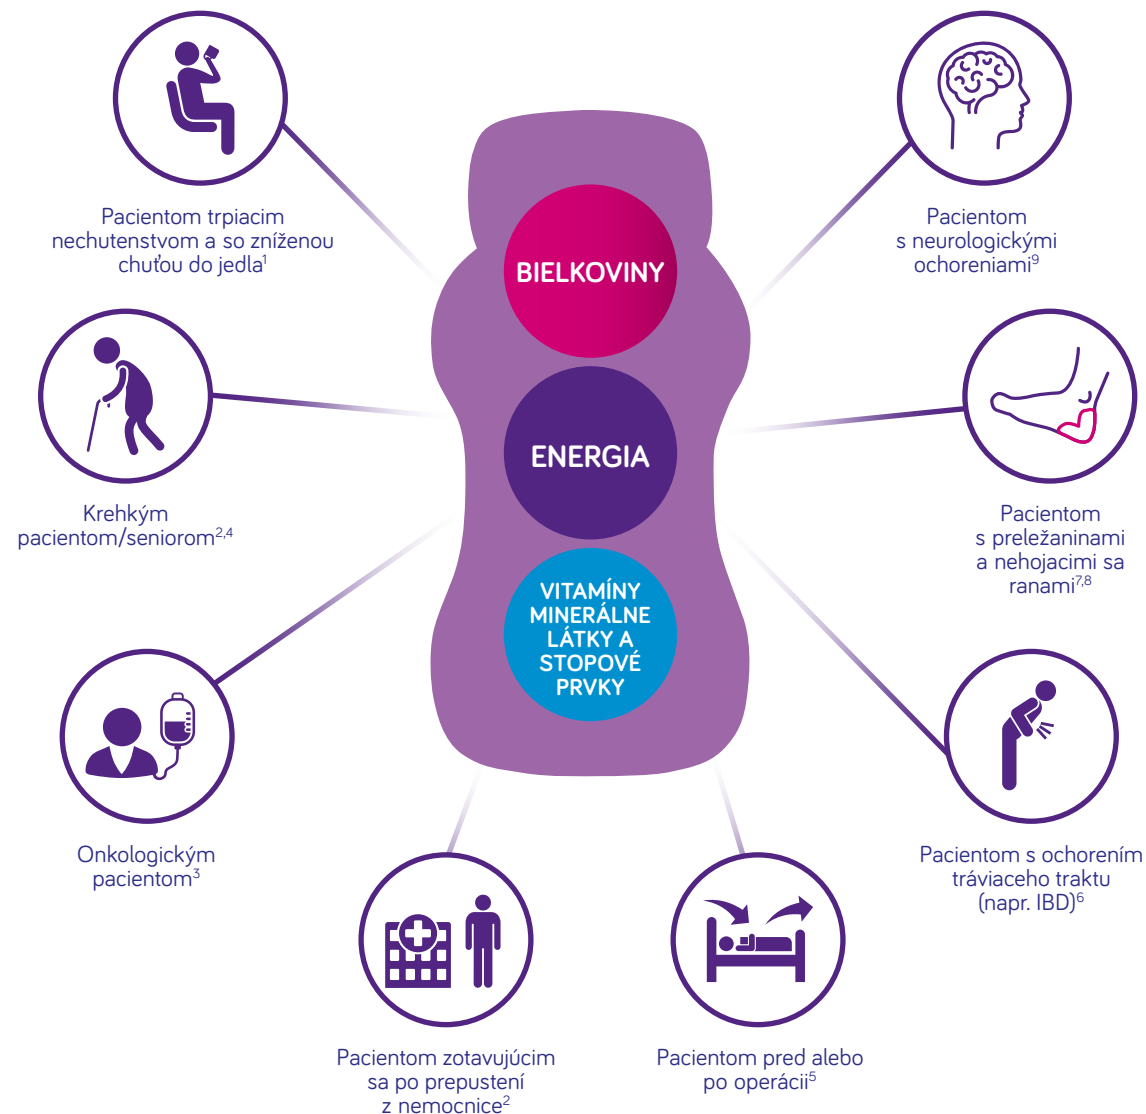 Pacientom trpiacim
nechutenstvom a so zníženou
chuťou do jedla¹
Pacientom
s neurologickými
ochoreniami⁹
BIELKOVINY
ENERGIA
VITAMÍNY
MINERÁLNE
LÁTKY A
STOPOVÉ
PRVKY
Krehkým
pacientom/seniorom²,⁴
Pacientom
s preležaninami
a nehojacimi sa
ranami⁷,⁸
Onkologickým
pacientom³
Pacientom s ochorením
tráviaceho traktu
(napr. IBD)⁶
Pacientom zotavujúcim
sa po prepustení
z nemocnice²
Pacientom pred alebo
po operácii⁵